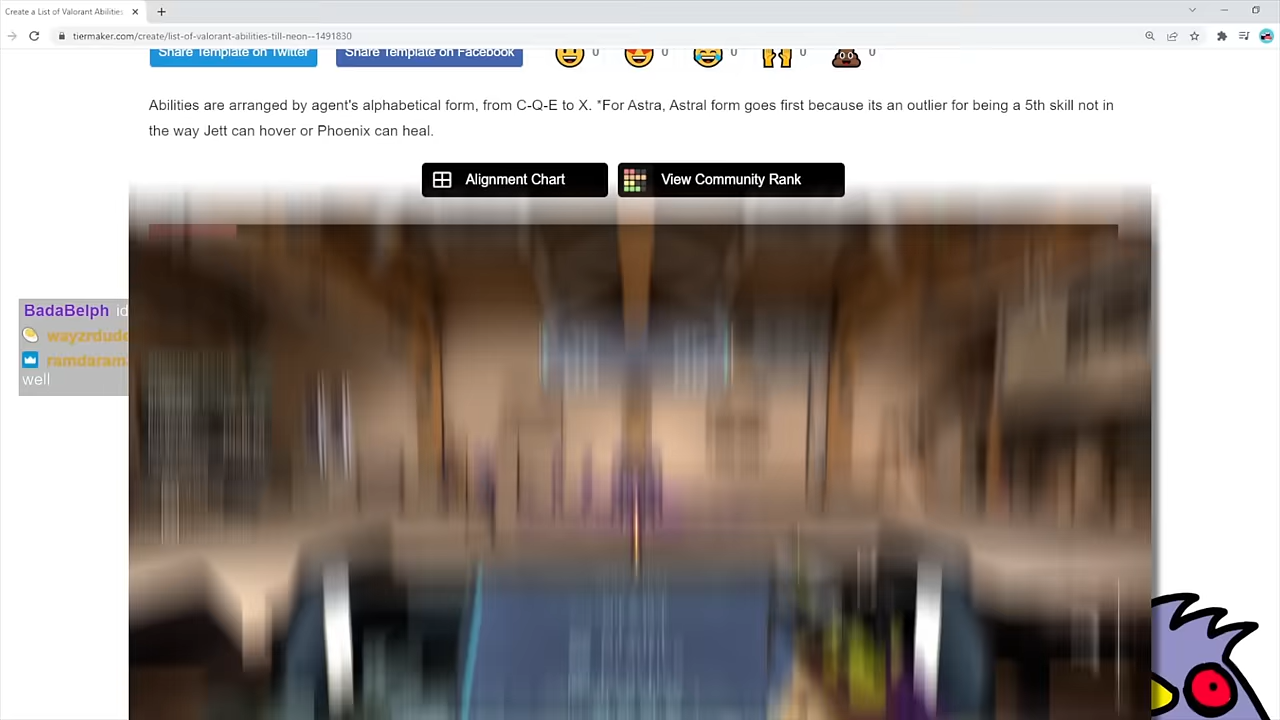 Create a List of Valorant Abilities
tiermaker.com/create/list-of-valorant-abilities-till-neon--1491830
Share Template on Twitter
Share Template on Facebook
0
0
0
0
0
Abilities are arranged by agent's alphabetical form, from C-Q-E to X. *For Astra, Astral form goes first because its an outlier for being a 5th skill not in
the way Jett can hover or Phoenix can heal.
Alignment Chart
View Community Rank
BadaBelph id
wayzrdude
ramdaram
well